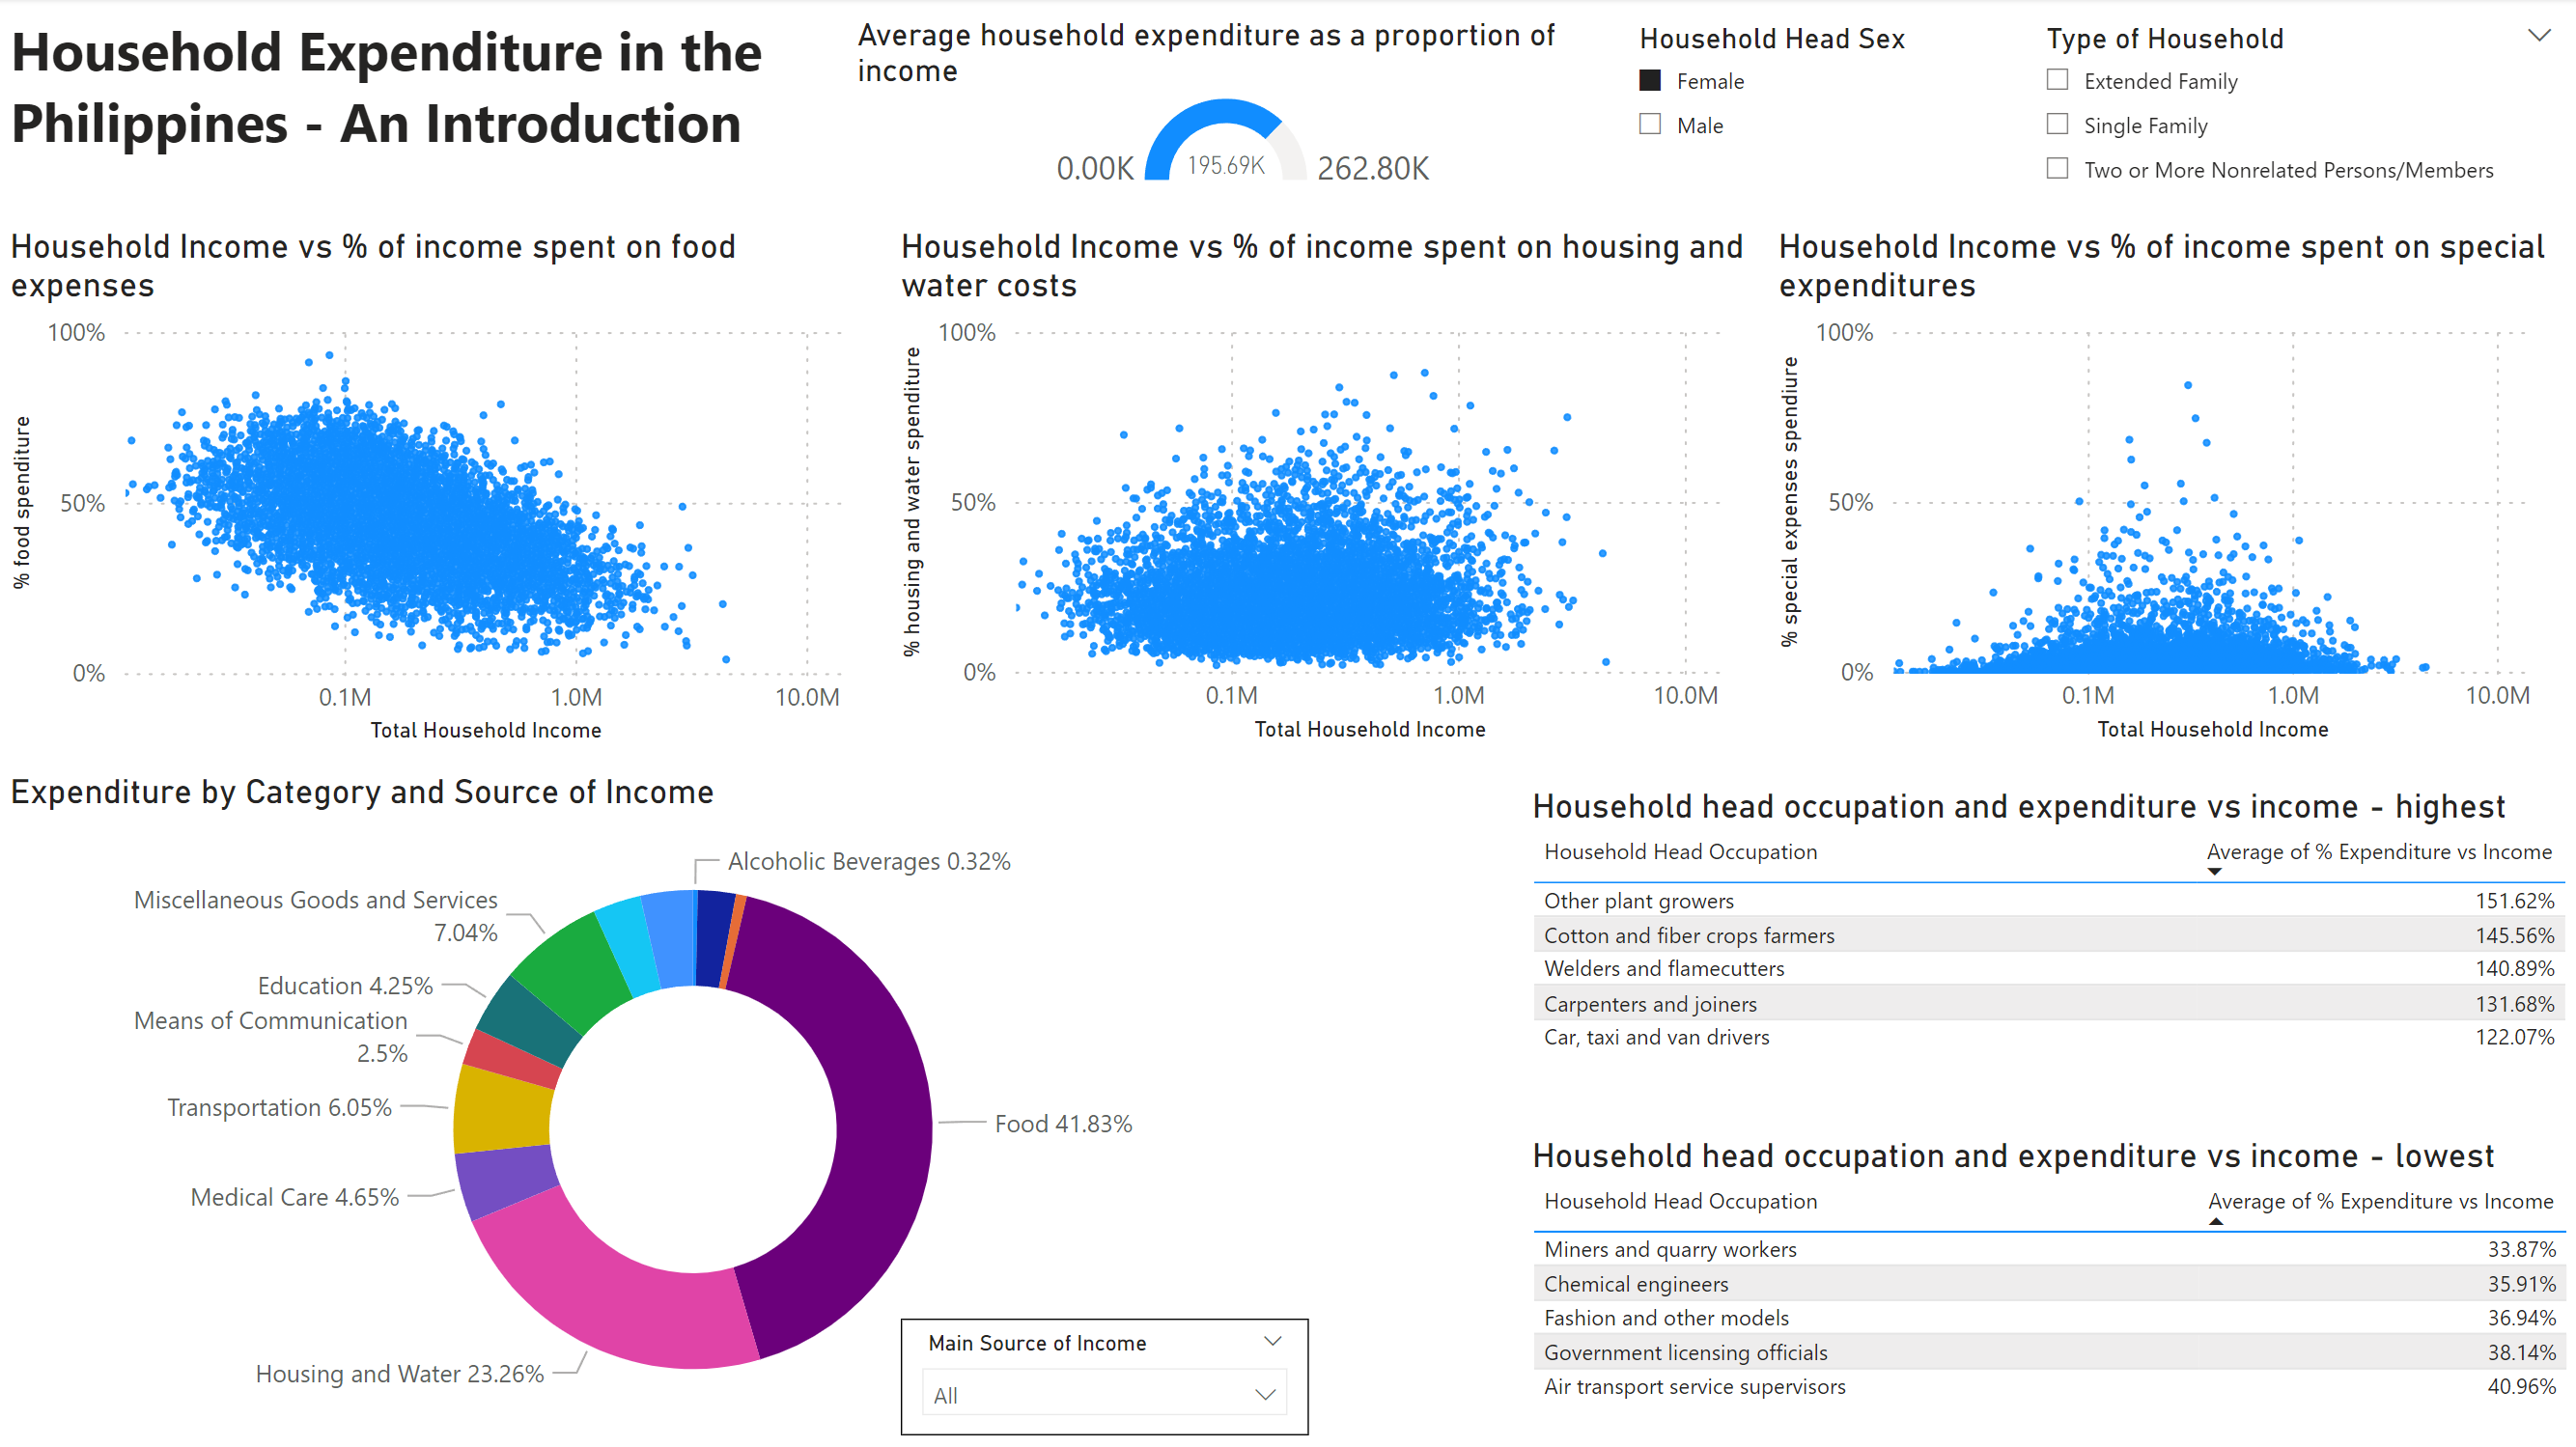 Household Expenditure in the
Philippines - An Introduction
Average household expenditure as a proportion of
income
0.00K
195.69K
262.80K
Household Head Sex
Female
Male
Type of Household
Extended Family
Single Family
Two or More Nonrelated Persons/Members
Household Income vs % of income spent on food
expenses
100%
50%
0%
% food spenditure
0.1M
1.0M
10.0M
Total Household Income
Household Income vs % of income spent on housing and
water costs
100%
50%
0%
% housing and water spenditure
0.1M
1.0M
10.0M
Total Household Income
Household Income vs % of income spent on special
expenditures
100%
50%
0%
% special expenses spendiure
0.1M
1.0M
10.0M
Total Household Income
Expenditure by Category and Source of Income
Alcoholic Beverages 0.32%
Miscellaneous Goods and Services
7.04%
Education 4.25%
Means of Communication
2.5%
Transportation 6.05%
Food 41.83%
Medical Care 4.65%
Housing and Water 23.26%
Main Source of Income
All
Household head occupation and expenditure vs income - highest
Household Head Occupation Average of % Expenditure vs Income
Other plant growers 151.62%
Cotton and fiber crops farmers 145.56%
Welders and flamecutters 140.89%
Carpenters and joiners 131.68%
Car, taxi and van drivers 122.07%
Household head occupation and expenditure vs income - lowest
Household Head Occupation Average of % Expenditure vs Income
Miners and quarry workers 33.87%
Chemical engineers 35.91%
Fashion and other models 36.94%
Government licensing officials 38.14%
Air transport service supervisors 40.96%